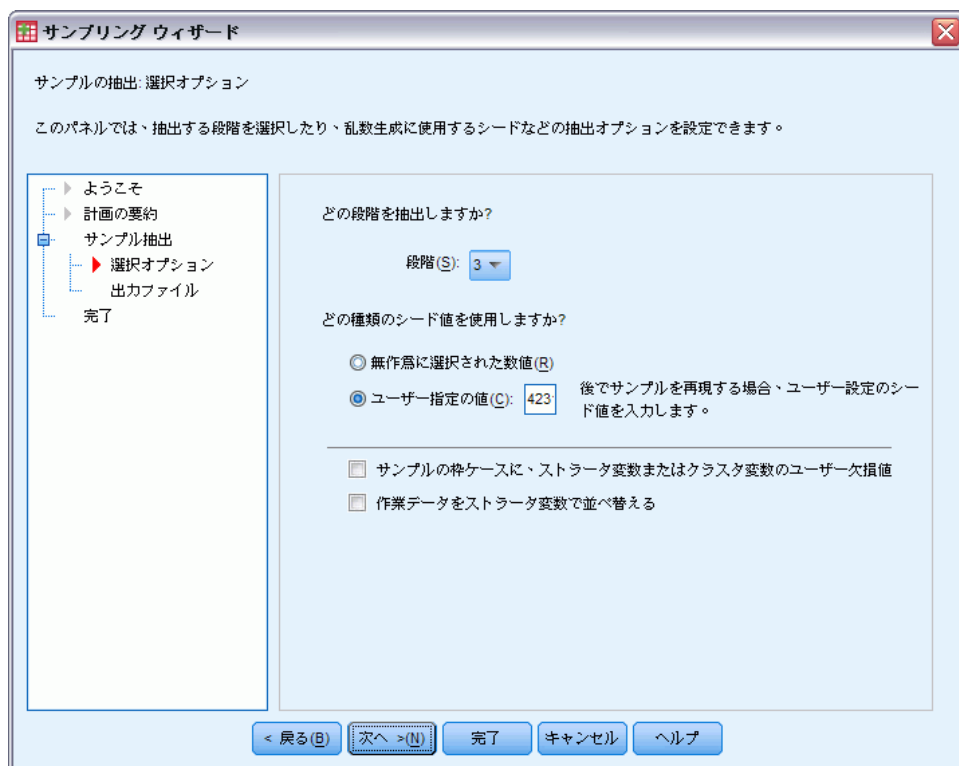 サンプリング ウィザード
サンプルの抽出: 選択オプション
このパネルでは、抽出する段階を選択したり、乱数生成に使用するシードなどの抽出オプションを設定できます。
ようこそ
計画の要約
サンプル抽出
選択オプション
出力ファイル
完了
どの段階を抽出しますか?
段階(S): 3
どの種類のシード値を使用しますか?
無作為に選択された数値(R)
ユーザー指定の値(C): 423
後でサンプルを再現する場合、ユーザー設定のシー
ド値を入力します。
サンプルの枠ケースに、ストラータ変数またはクラスタ変数のユーザー欠損値
作業データをストラータ変数で並べ替える
< 戻る(B) 次へ >(N) 完了 キャンセル ヘルプ